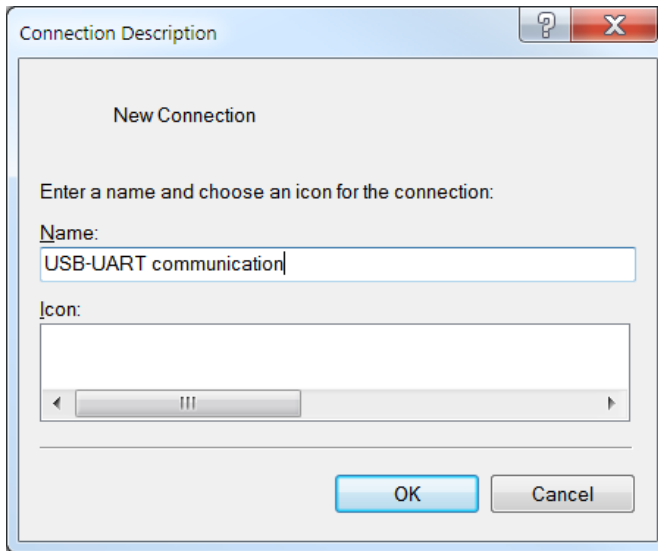 Connection Description
New Connection
Enter a name and choose an icon for the connection:
Name:
USB-UART communication
Icon:
OK Cancel